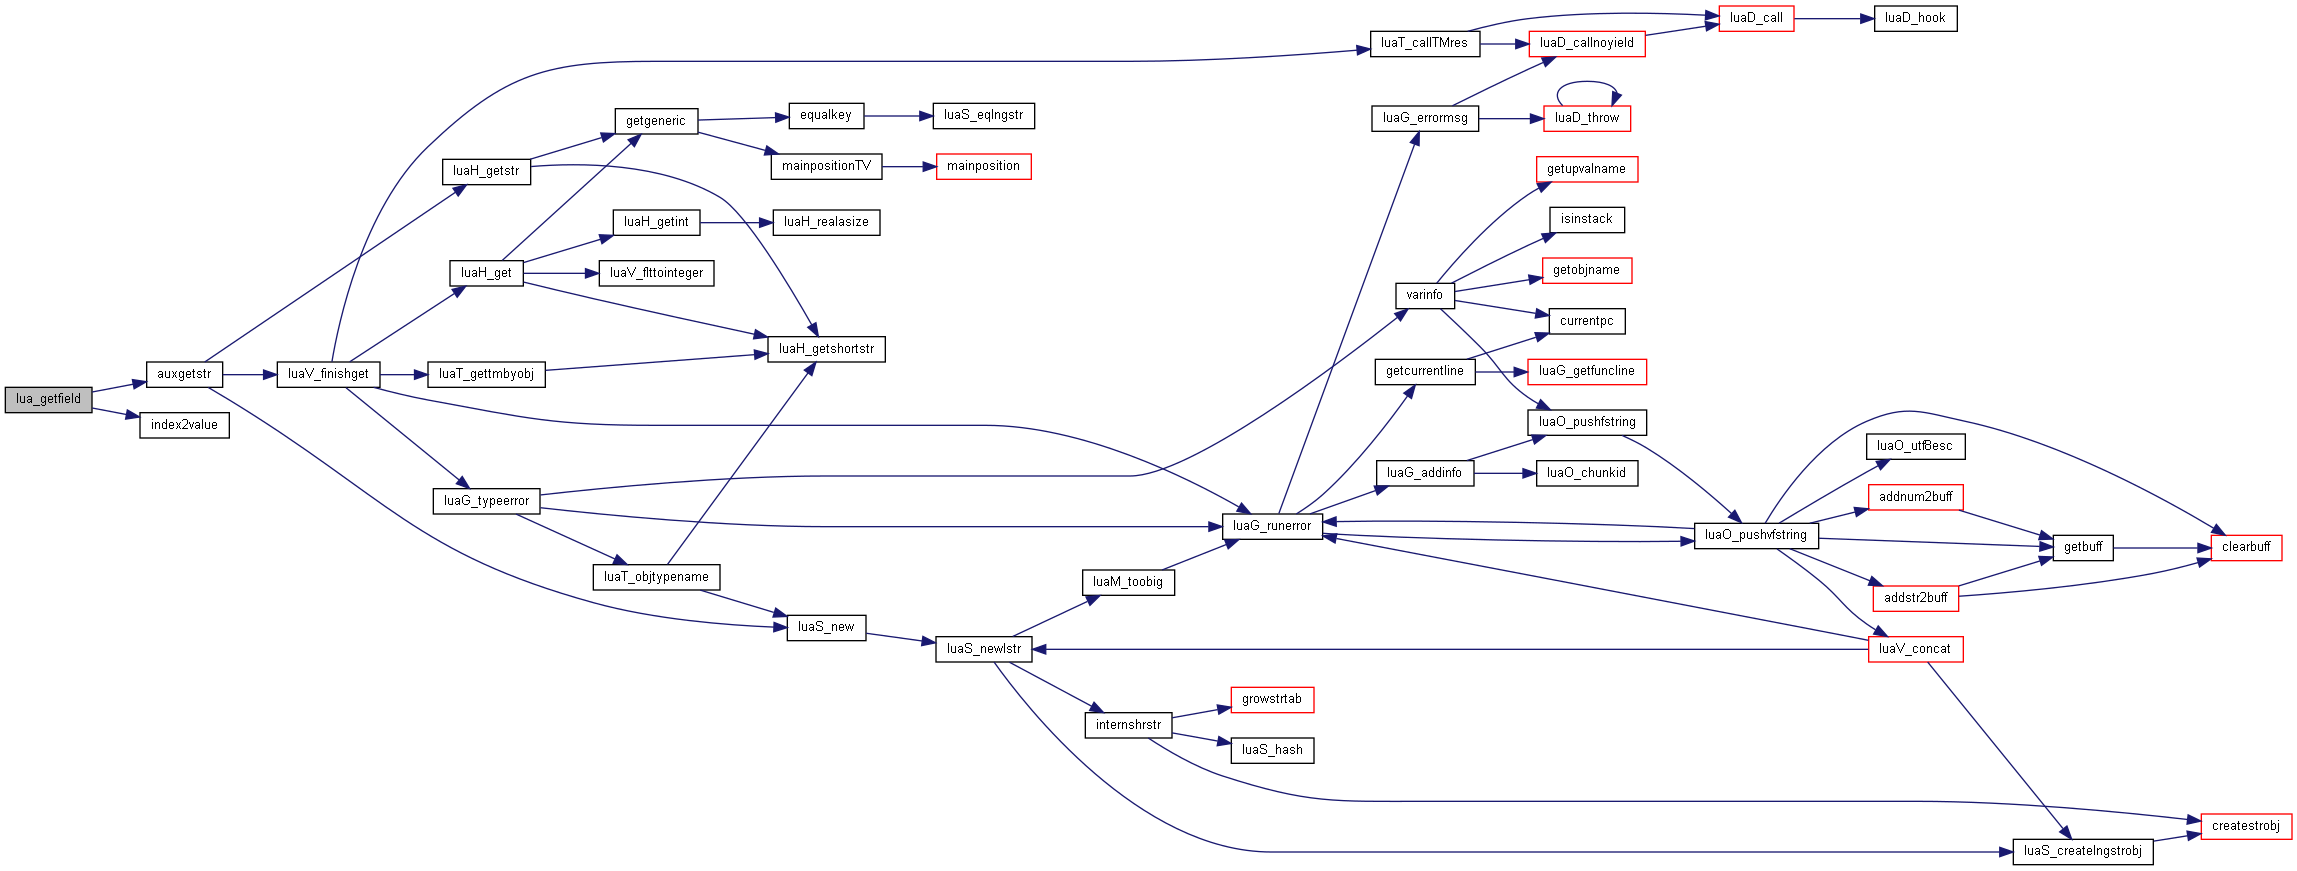 lua_getfield
auxgetstr
index2value
luaV_finishget
luaH_getstr
luaH_get
luaT_gettmbyobj
luaG_typeerror
getgeneric
luaH_getint
luaV_flttointeger
luaT_objtypename
equalkey
mainpositionTV
luaH_realasize
luaH_getshortstr
luaS_new
luaS_eqlngstr
mainposition
luaS_newlstr
luaM_toobig
internshrstr
luaG_runerror
growstrtab
luaS_hash
luaT_callTMres
luaG_errormsg
varinfo
getcurrentline
luaG_addinfo
luaD_callnoyield
luaD_throw
getupvalname
isinstack
getobjname
currentpc
luaG_getfuncline
luaO_pushfstring
luaO_chunkid
luaD_call
luaO_pushvfstring
luaD_hook
luaO_utf8esc
addnum2buff
addstr2buff
luaV_concat
getbuff
luaS_createlngstrobj
clearbuff
createstrobj